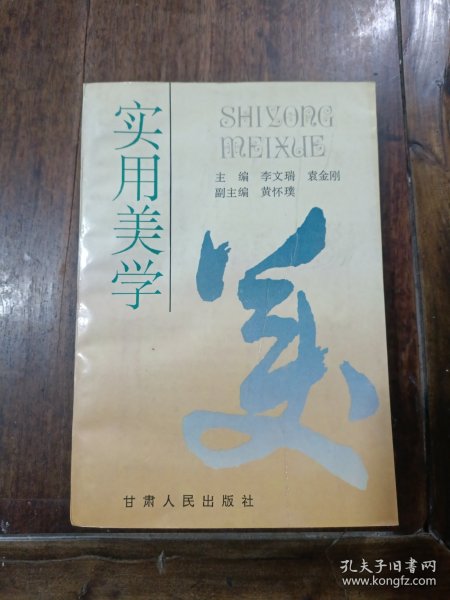 实用美学
SHIYONG
MEIXUE
主 编 李文瑞 袁金刚
副主编 黄怀璞
美
甘肃人民出版社
孔夫子旧书网
www.kongfz.com